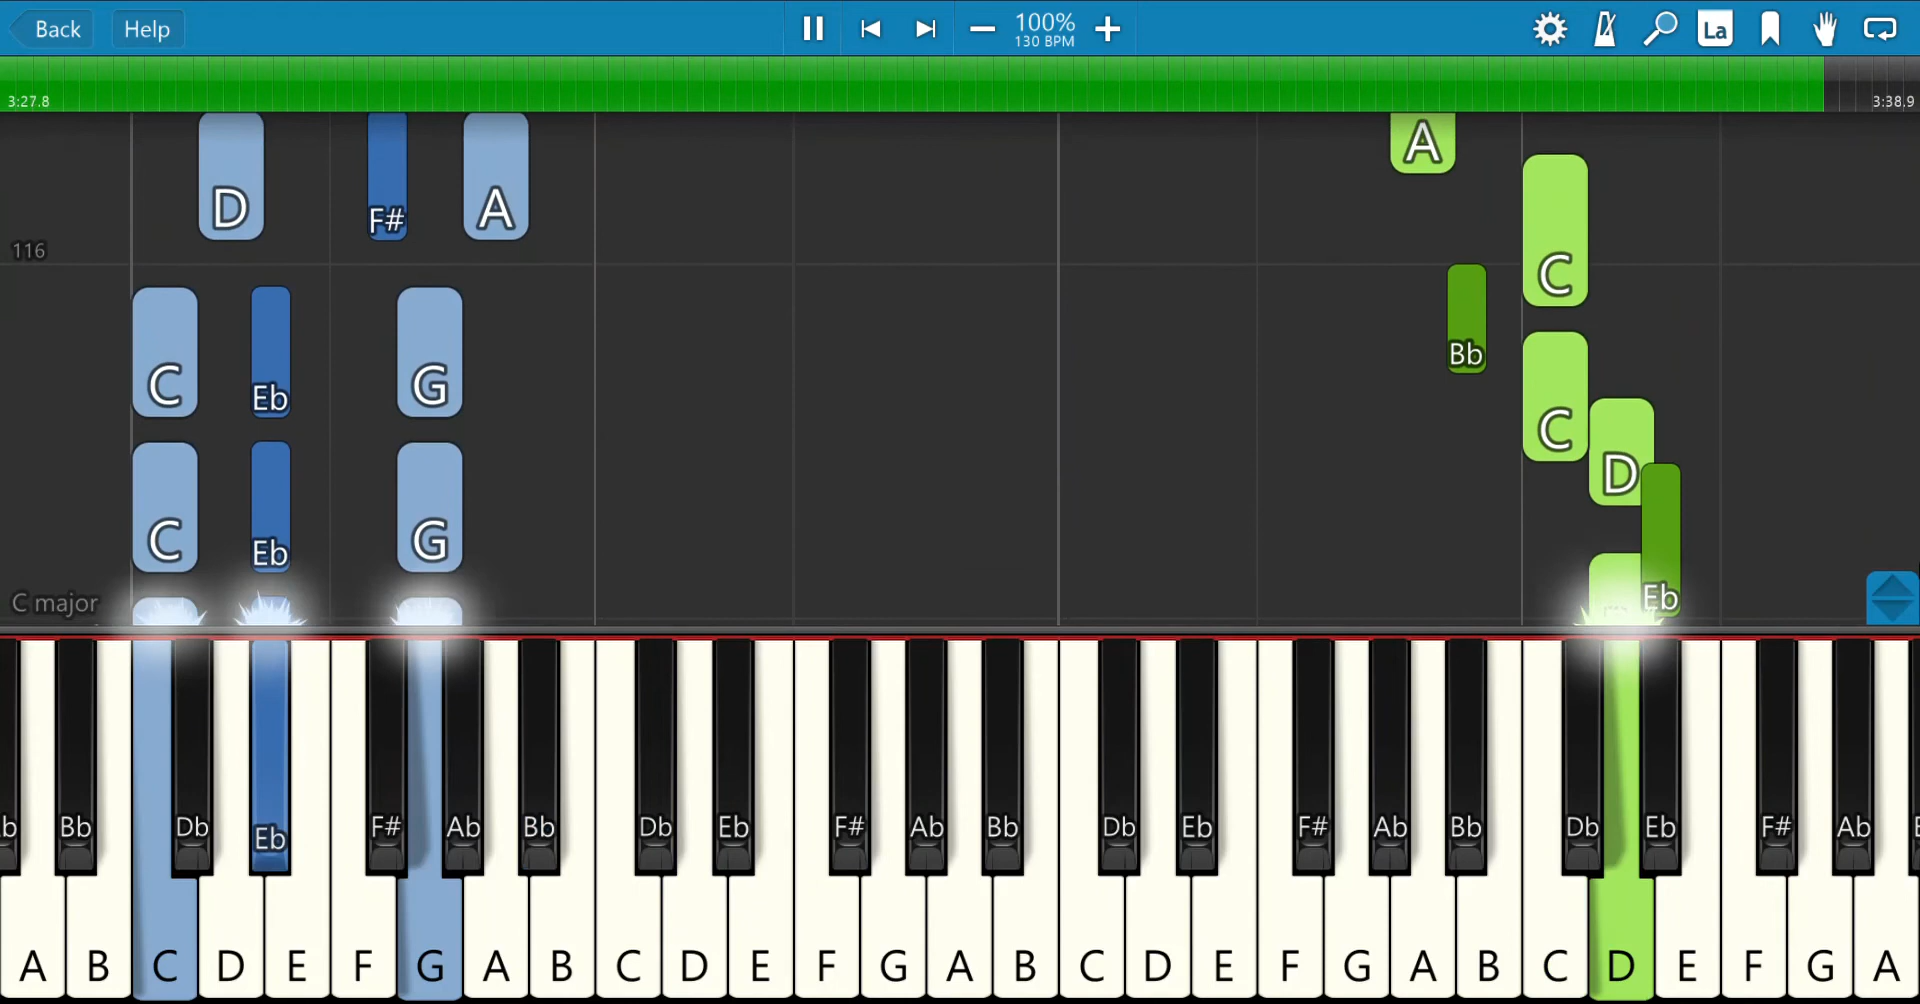 Back Help 100% La
130 BPM
3:27.8 3:38.9
A
D F# A
116
C
Bb
C Eb G
C
D
C Eb G
C major Eb
Bb Db Eb F# Ab Bb Db Eb F# Ab Bb Db Eb F# Ab Bb Db Eb F# Ab
A B C D E F G A B C D E F G A B C D E F G A B C D E F G A